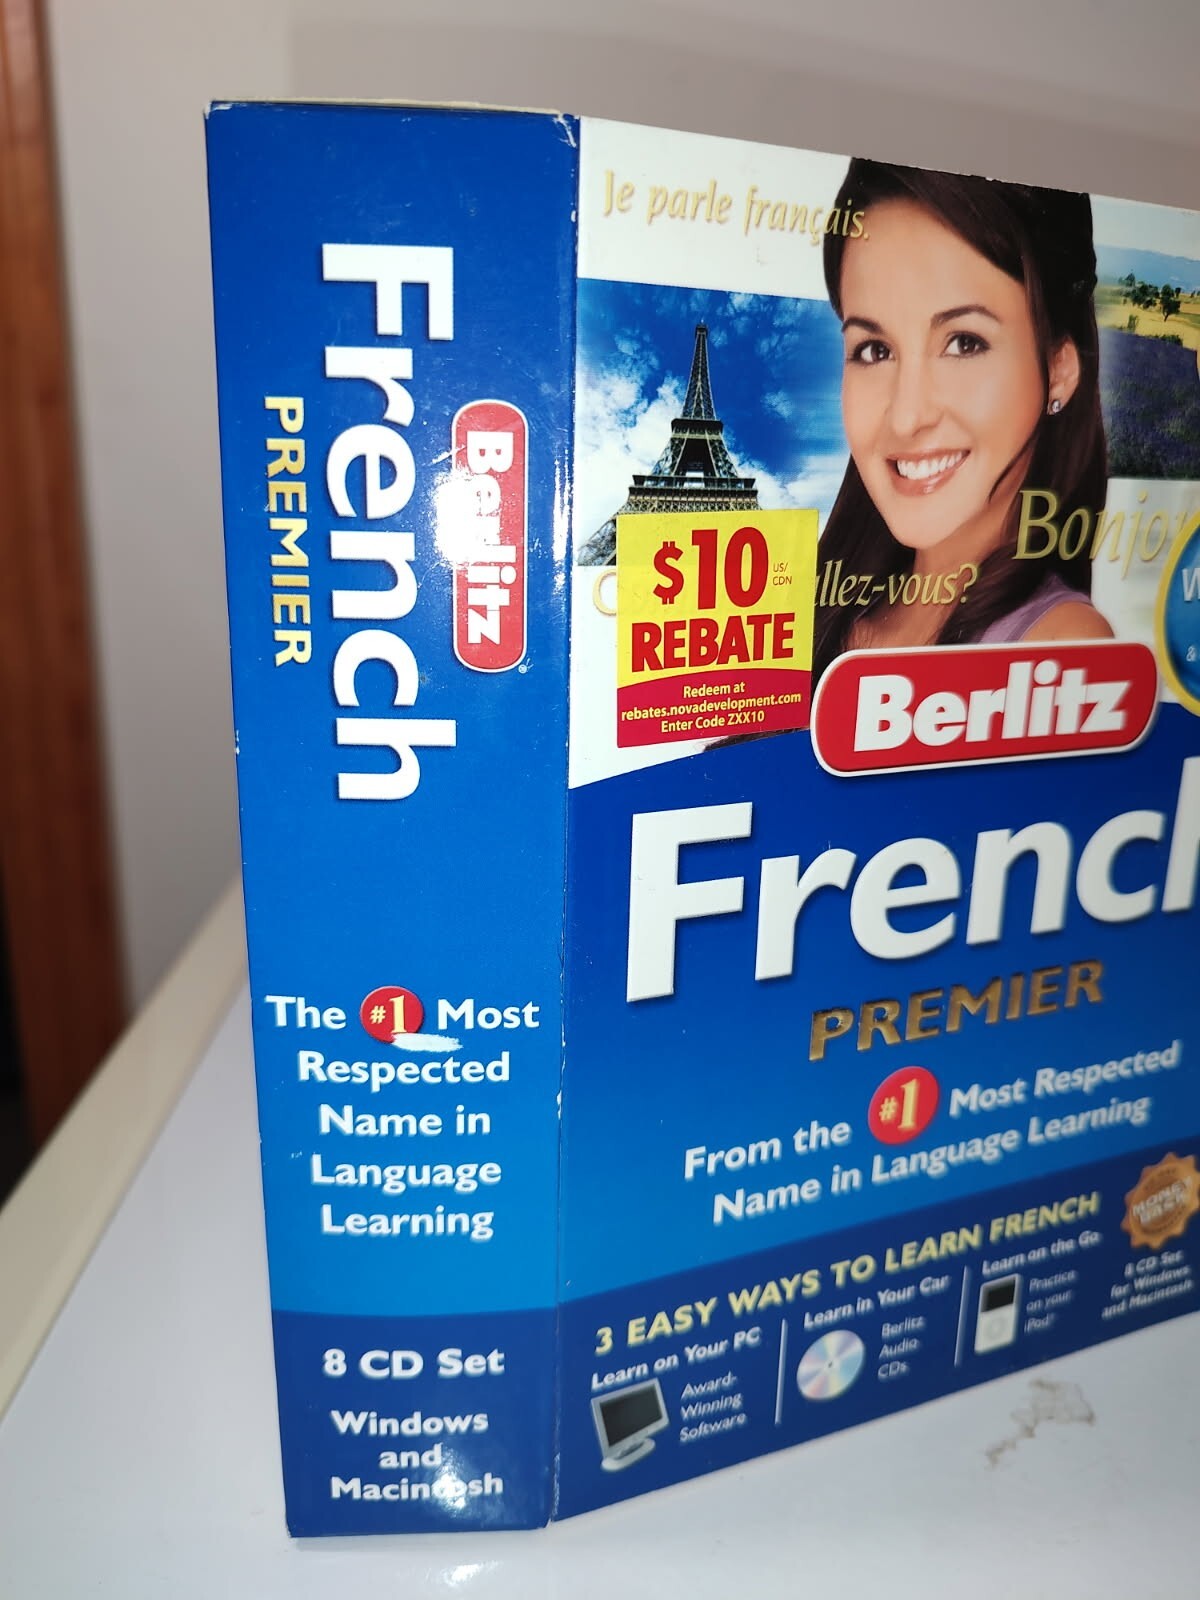 French
PREMIER
Berlitz
The #1 Most
Respected
Name in
Language
Learning
8 CD Set
Windows
and
Macintosh
Je parle français.
allez-vous?
$10 US/
CDN
REBATE
Redeem at
rebates.novadevelopment.com
Enter Code ZXX10
Berlitz
PREMIER
From the #1 Most Respected
Name in Language Learning
3 EASY WAYS TO LEARN FRENCH
Learn on Your PC
Award-
Winning
Software
Learn in Your Car
Berlitz
Audio
CDs
Learn on the Go
Practice
on your
iPod®
8 CD Set
for Windows
and Macintosh